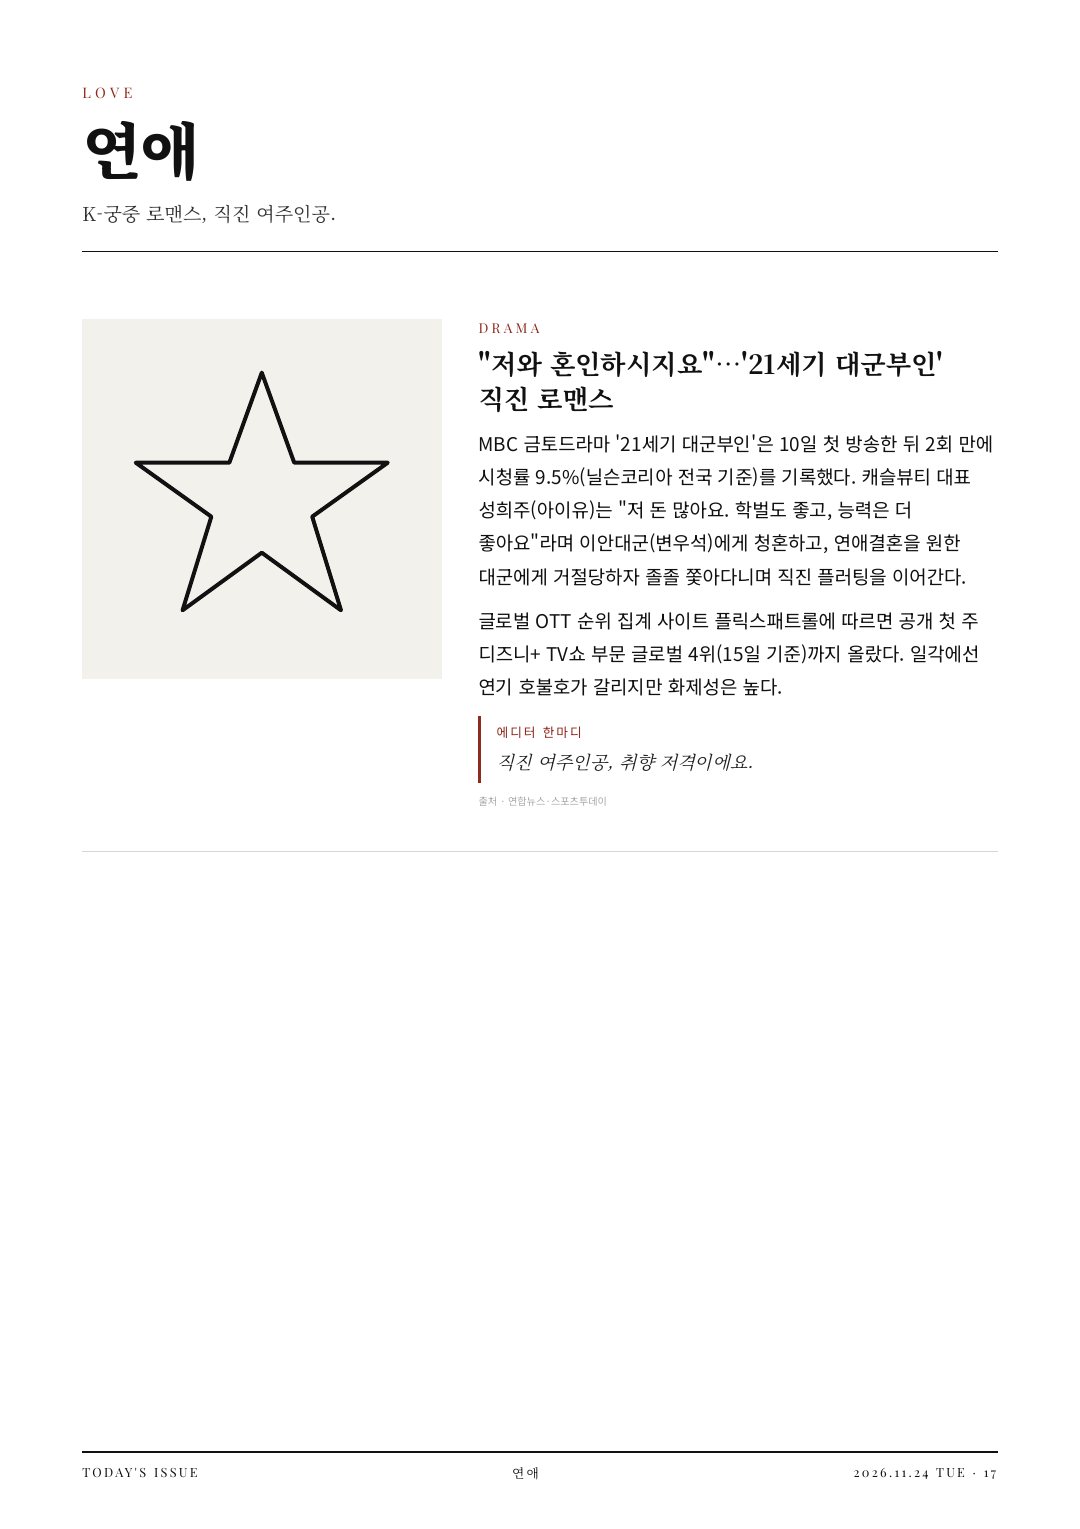 LOVE
연애
K-궁중 로맨스, 직진 여주인공.
DRAMA
"저와 혼인하시지요"…'21세기 대군부인'
직진 로맨스
MBC 금토드라마 '21세기 대군부인'은 10일 첫 방송한 뒤 2회 만에
시청률 9.5%(닐슨코리아 전국 기준)를 기록했다. 캐슬뷰티 대표
성희주(아이유)는 "저 돈 많아요. 학벌도 좋고, 능력은 더
좋아요"라며 이안대군(변우석)에게 청혼하고, 연애결혼을 원한
대군에게 거절당하자 졸졸 쫓아다니며 직진 플러팅을 이어간다.
글로벌 OTT 순위 집계 사이트 플릭스패트롤에 따르면 공개 첫 주
디즈니+ TV쇼 부문 글로벌 4위(15일 기준)까지 올랐다. 일각에선
연기 호불호가 갈리지만 화제성은 높다.
에디터 한마디
직진 여주인공, 취향 저격이에요.
출처 · 연합뉴스·스포츠투데이
TODAY'S ISSUE
연애
2026.11.24 TUE · 17